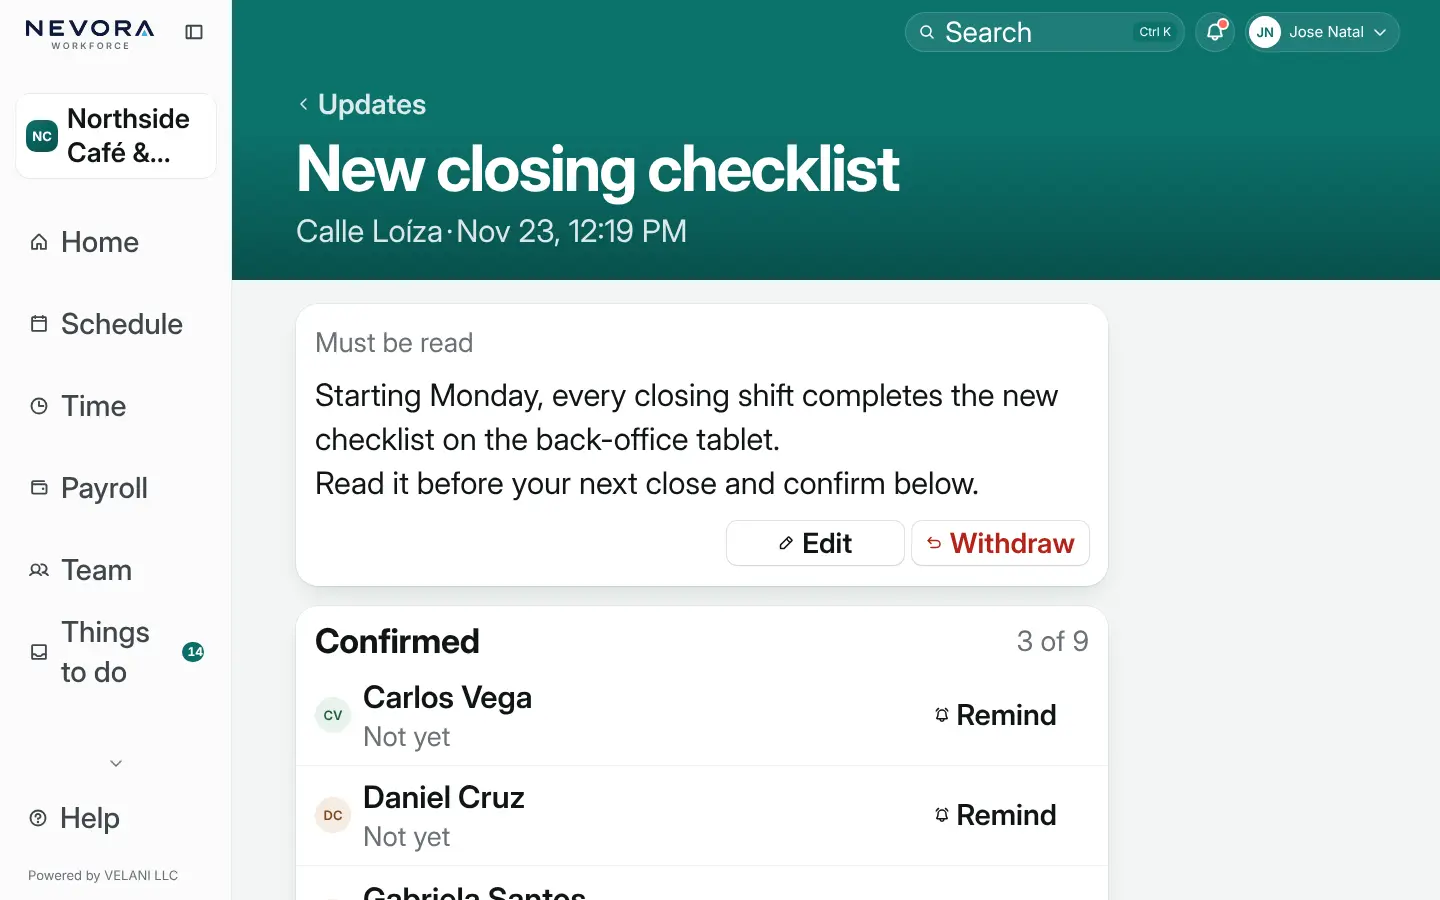 NEVORA
WORKFORCE
Search
Ctrl K
JN
Jose Natal
NC
Northside
Café &...
Home
Schedule
Time
Payroll
Team
Things
to do
14
Help
Powered by VELANI LLC
Updates
New closing checklist
Calle Loíza · Nov 23, 12:19 PM
Must be read
Starting Monday, every closing shift completes the new
checklist on the back-office tablet.
Read it before your next close and confirm below.
Edit
Withdraw
Confirmed
3 of 9
CV
Carlos Vega
Not yet
Remind
DC
Daniel Cruz
Not yet
Remind
Gabriela Santos